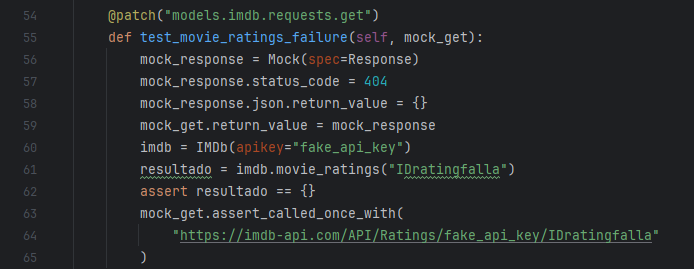 54 @patch("models.imdb.requests.get")
55 def test_movie_ratings_failure(self, mock_get):
56 mock_response = Mock(spec=Response)
57 mock_response.status_code = 404
58 mock_response.json.return_value = {}
59 mock_get.return_value = mock_response
60 imdb = IMDb(apikey="fake_api_key")
61 resultado = imdb.movie_ratings("IDratingfalla")
62 assert resultado == {}
63 mock_get.assert_called_once_with(
64 "https://imdb-api.com/API/Ratings/fake_api_key/IDratingfalla"
65 )